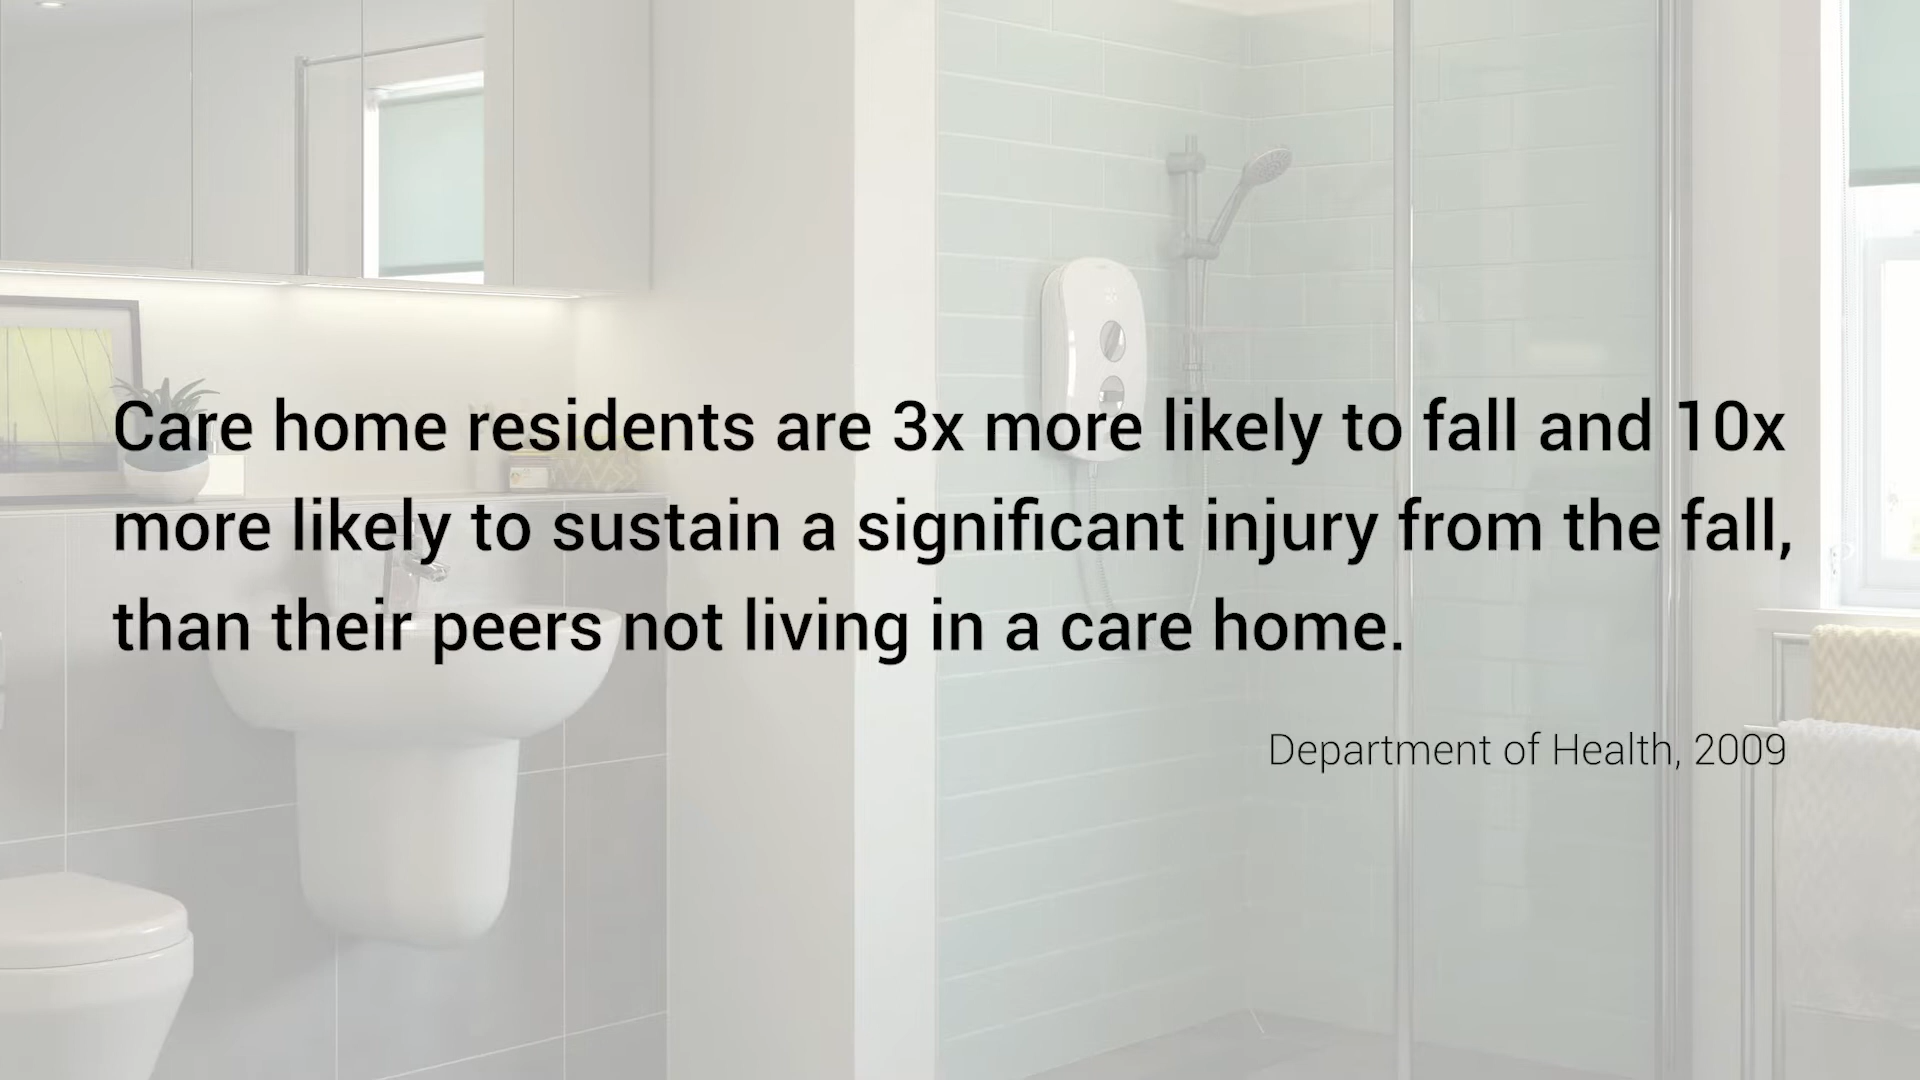 Care home residents are 3x more likely to fall and 10x
more likely to sustain a significant injury from the fall,
than their peers not living in a care home.
Department of Health, 2009